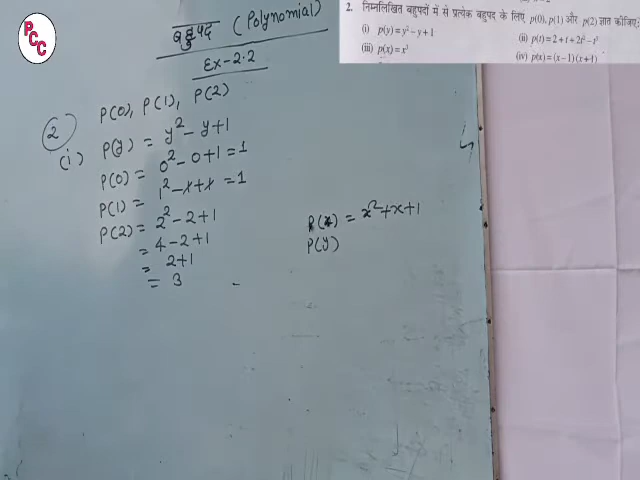 PCC
बहुपद (Polynomial)
Ex-2.2
2. निम्नलिखित बहुपदों में से प्रत्येक बहुपद के लिए, p(0), p(1) और p(2) ज्ञात कीजिए:
(i) p(y) = y² – y + 1
(ii) p(t) = 2 + t + 2t² – t³
(iii) p(x) = x³
(iv) p(x) = (x – 1) (x + 1)
② P(0), P(1), P(2)
(i) P(y) = y² - y+1
P(0) = 0² - 0+1 = 1
P(1) = 1² - 1 + 1 = 1
P(2) = 2² - 2+1
= 4 - 2+1
= 2+1
= 3
P(x) = x² + x + 1
P(y)